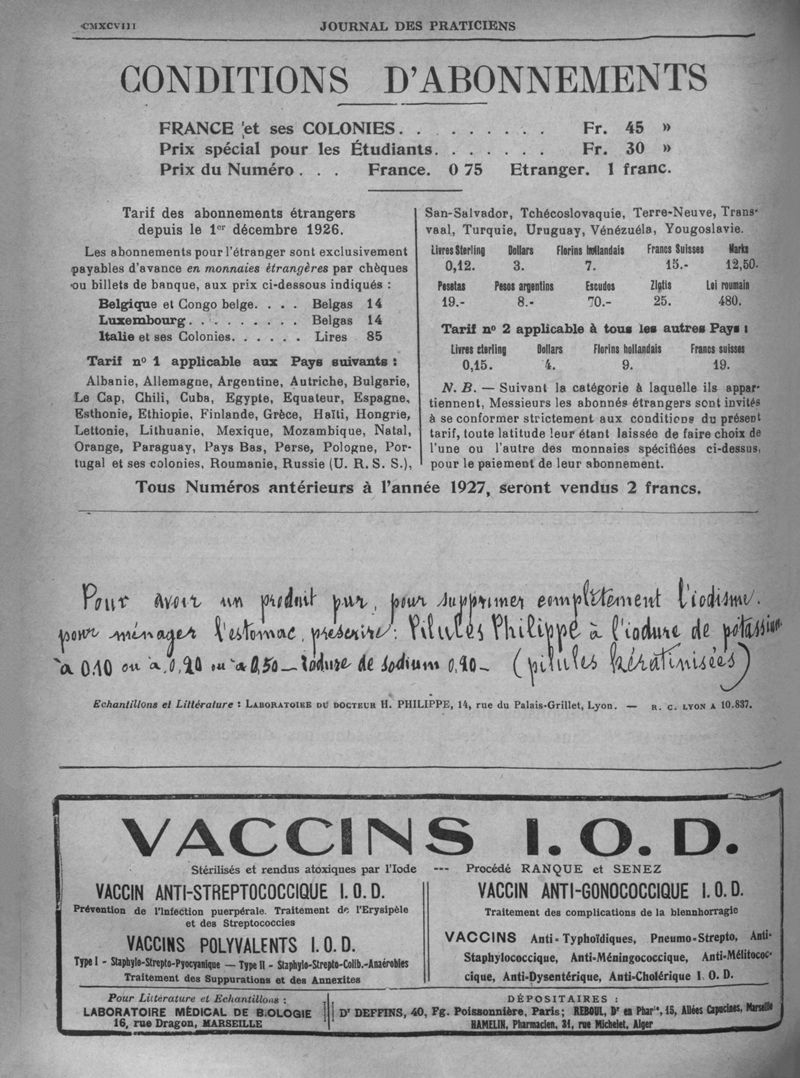 CMXCVIII
JOURNAL DES PRATICIENS
CONDITIONS D'ABONNEMENTS
FRANCE et ses COLONIES. . . . . . . . . Fr. 45 »
Prix spécial pour les Étudiants. . . . . . . Fr. 30 »
Prix du Numéro . . . France. 0 75 Etranger. 1 franc.
Tarif des abonnements étrangers
depuis le 1er décembre 1926.
Les abonnements pour l'étranger sont exclusivement
payables d'avance en monnaies étrangères par chèques
ou billets de banque, aux prix ci-dessous indiqués :
Belgique et Congo belge. . . . Belgas 14
Luxembourg. . . . . . . . . Belgas 14
Italie et ses Colonies. . . . . . Lires 85
Tarif n° 1 applicable aux Pays suivants :
Albanie, Allemagne, Argentine, Autriche, Bulgarie,
Le Cap, Chili, Cuba, Egypte, Equateur, Espagne,
Esthonie, Ethiopie, Finlande, Grèce, Haïti, Hongrie,
Lettonie, Lithuanie, Mexique, Mozambique, Natal,
Orange, Paraguay, Pays Bas, Perse, Pologne, Por-
tugal et ses colonies, Roumanie, Russie (U. R. S. S.),
San-Salvador, Tchécoslovaquie, Terre-Neuve, Trans-
vaal, Turquie, Uruguay, Vénézuéla, Yougoslavie.
Livres Sterling Dollars Florins hollandais Francs Suisses Marks
0,12. 3. 7. 15.- 12,50.
Pesetas Pesos argentins Escudos Zlotis Lei roumain
19.- 8.- 70.- 25. 480.
Tarif n° 2 applicable à tous les autres Pays :
Livres cterling Dollars Florins hollandais Francs suisses
0,15. 4. 9. 19.
N. B. — Suivant la catégorie à laquelle ils appar-
tiennent, Messieurs les abonnés étrangers sont invités
à se conformer strictement aux conditions du présent
tarif, toute latitude leur étant laissée de faire choix de
l'une ou l'autre des monnaies spécifiées ci-dessus,
pour le paiement de leur abonnement.
Tous Numéros antérieurs à l'année 1927, seront vendus 2 francs.
Pour avoir un produit pur, pour supprimer complètement l'iodisme.
pour ménager l'estomac, prescrire : Pilules Philippe à l'iodure de potassium
à 0.10 ou à 0,20 ou à 0,50 — Iodure de sodium 0,20 — (pilules kératinisées)
Echantillons et Littérature : LABORATOIRE DU DOCTEUR H. PHILIPPE, 14, rue du Palais-Grillet, Lyon. — R. C. LYON A 10.837.
VACCINS I.O.D.
Stérilisés et rendus atoxiques par l'Iode --- Procédé RANQUE et SENEZ
VACCIN ANTI-STREPTOCOCCIQUE I.O.D.
Prévention de l'Infection puerpérale. Traitement de l'Erysipèle
et des Streptococcies
VACCINS POLYVALENTS I.O.D.
Type I - Staphylo-Strepto-Pyocyanique — Type II - Staphylo-Strepto-Colib.-Anaérobies
Traitement des Suppurations et des Annexites
VACCIN ANTI-GONOCOCCIQUE I.O.D.
Traitement des complications de la blennhorragie
VACCINS Anti-Typhoïdiques, Pneumo-Strepto, Anti-
Staphylococcique, Anti-Méningococcique, Anti-Mélitococ-
cique, Anti-Dysentérique, Anti-Cholérique I.O.D.
Pour Littérature et Echantillons :
LABORATOIRE MÉDICAL DE BIOLOGIE
16, rue Dragon, MARSEILLE
DÉPOSITAIRES :
Dr DEFFINS, 40, Fg. Poissonnière, Paris; REBOUL, Dr en Phar1e, 15, Allées Capucines, Marseille
HAMELIN, Pharmacien, 31, rue Michelet, Alger